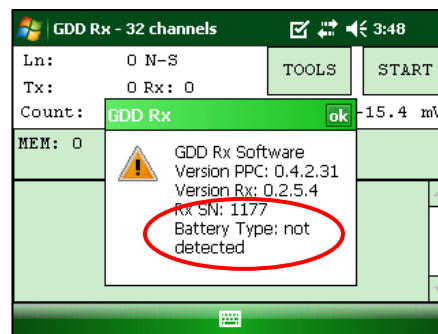 GDD Rx - 32 channels 3:48
Ln: 0 N-S
TOOLS START
Tx: 0 Rx: 0
Count: -15.4 mV
GDD Rx ok
MEM: 0
GDD Rx Software
Version PPC: 0.4.2.31
Version Rx: 0.2.5.4
Rx SN: 1177
Battery Type: not
detected